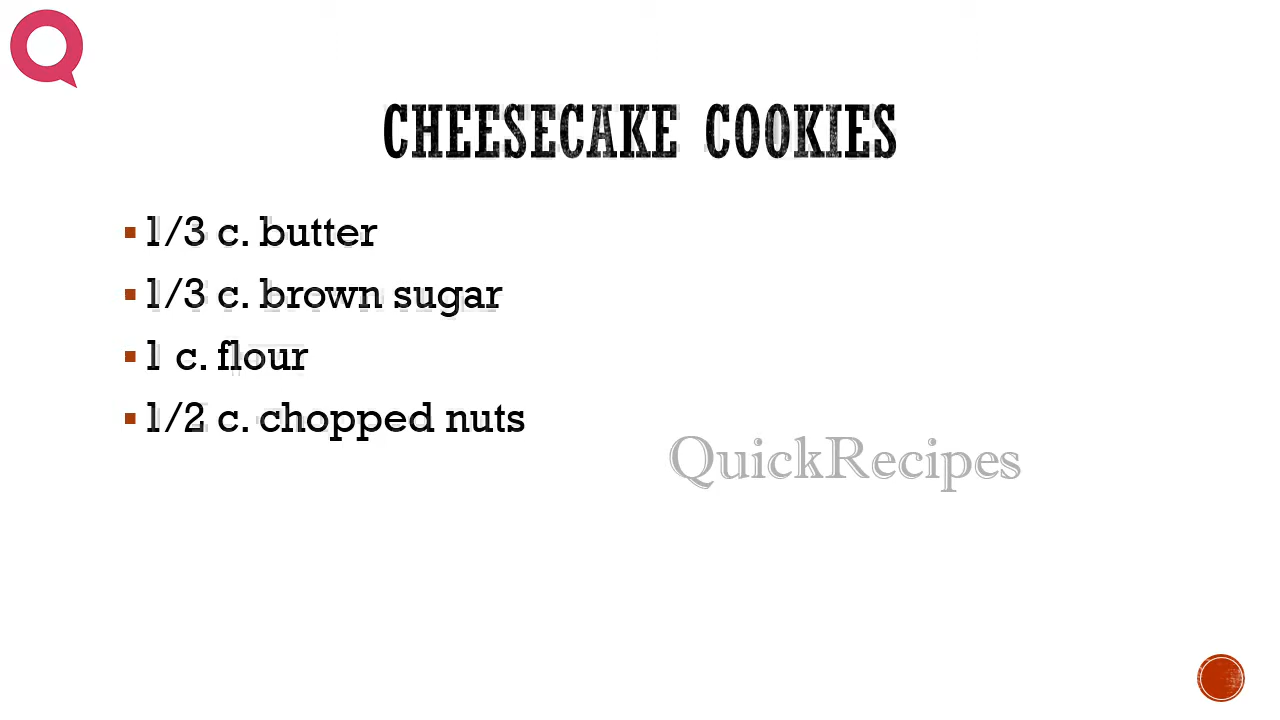 CHEESECAKE COOKIES
1/3 c. butter
1/3 c. brown sugar
1 c. flour
1/2 c. chopped nuts
QuickRecipes